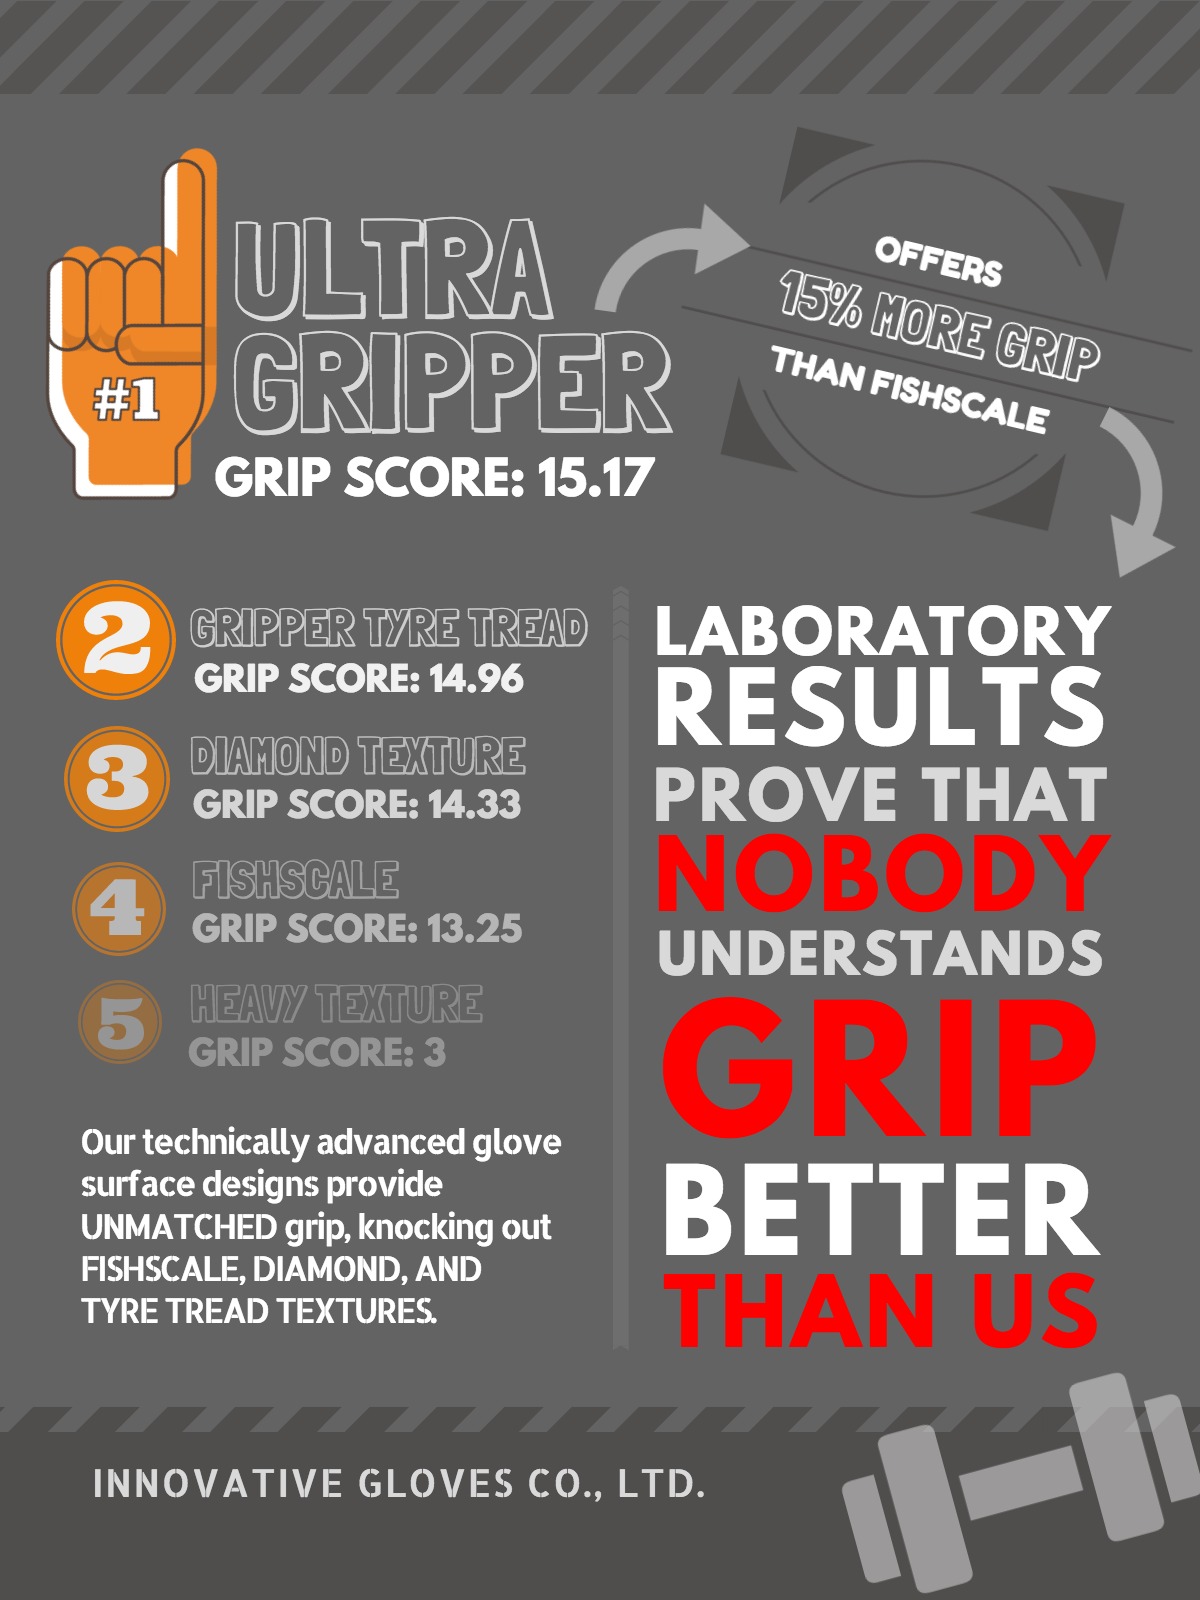 #1
ULTRA
GRIPPER
GRIP SCORE: 15.17
OFFERS
15% MORE GRIP
THAN FISHSCALE
2
GRIPPER TYRE TREAD
GRIP SCORE: 14.96
3
DIAMOND TEXTURE
GRIP SCORE: 14.33
4
FISHSCALE
GRIP SCORE: 13.25
5
HEAVY TEXTURE
GRIP SCORE: 3
Our technically advanced glove
surface designs provide
UNMATCHED grip, knocking out
FISHSCALE, DIAMOND, AND
TYRE TREAD TEXTURES.
LABORATORY
RESULTS
PROVE THAT
NOBODY
UNDERSTANDS
GRIP
BETTER
THAN US
INNOVATIVE GLOVES CO., LTD.